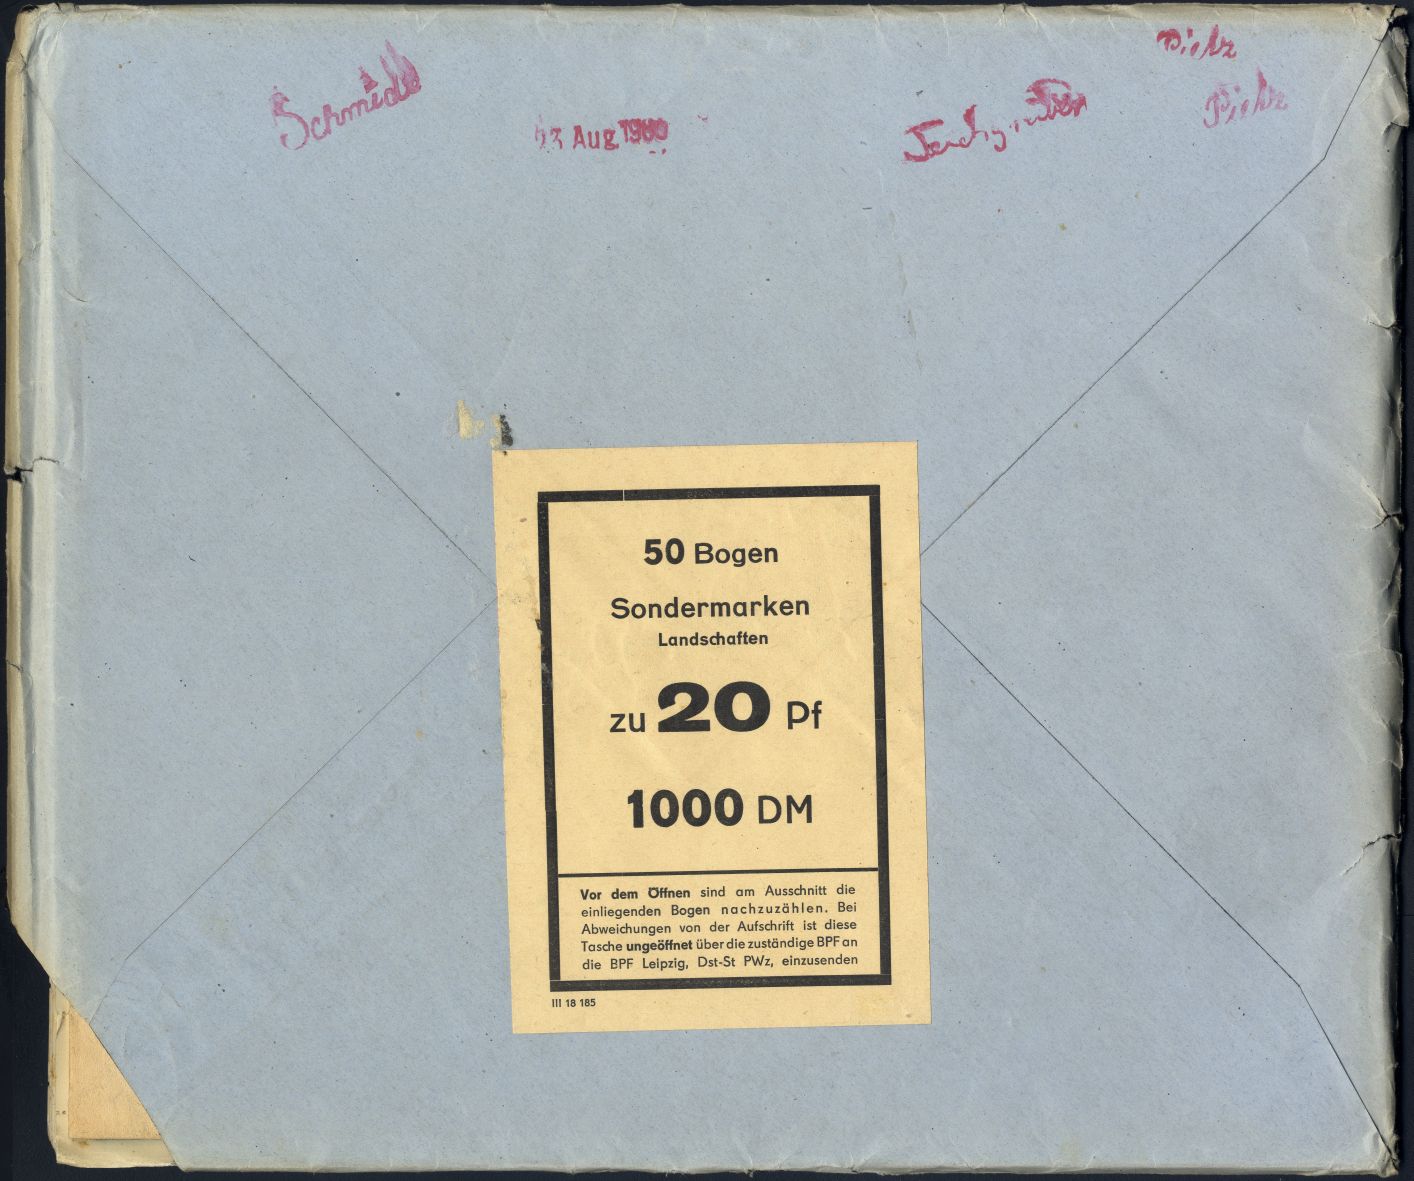 Schmidt
Aug 1960
Pietz
Pietz
50 Bogen
Sondermarken
Landschaften
zu 20 Pf
1000 DM
Vor dem Öffnen sind am Ausschnitt die
einliegenden Bogen nachzuzählen. Bei
Abweichungen von der Aufschrift ist diese
Tasche ungeöffnet über die zuständige BPF an
die BPF Leipzig, Dst-St PWz, einzusenden
III 18 185